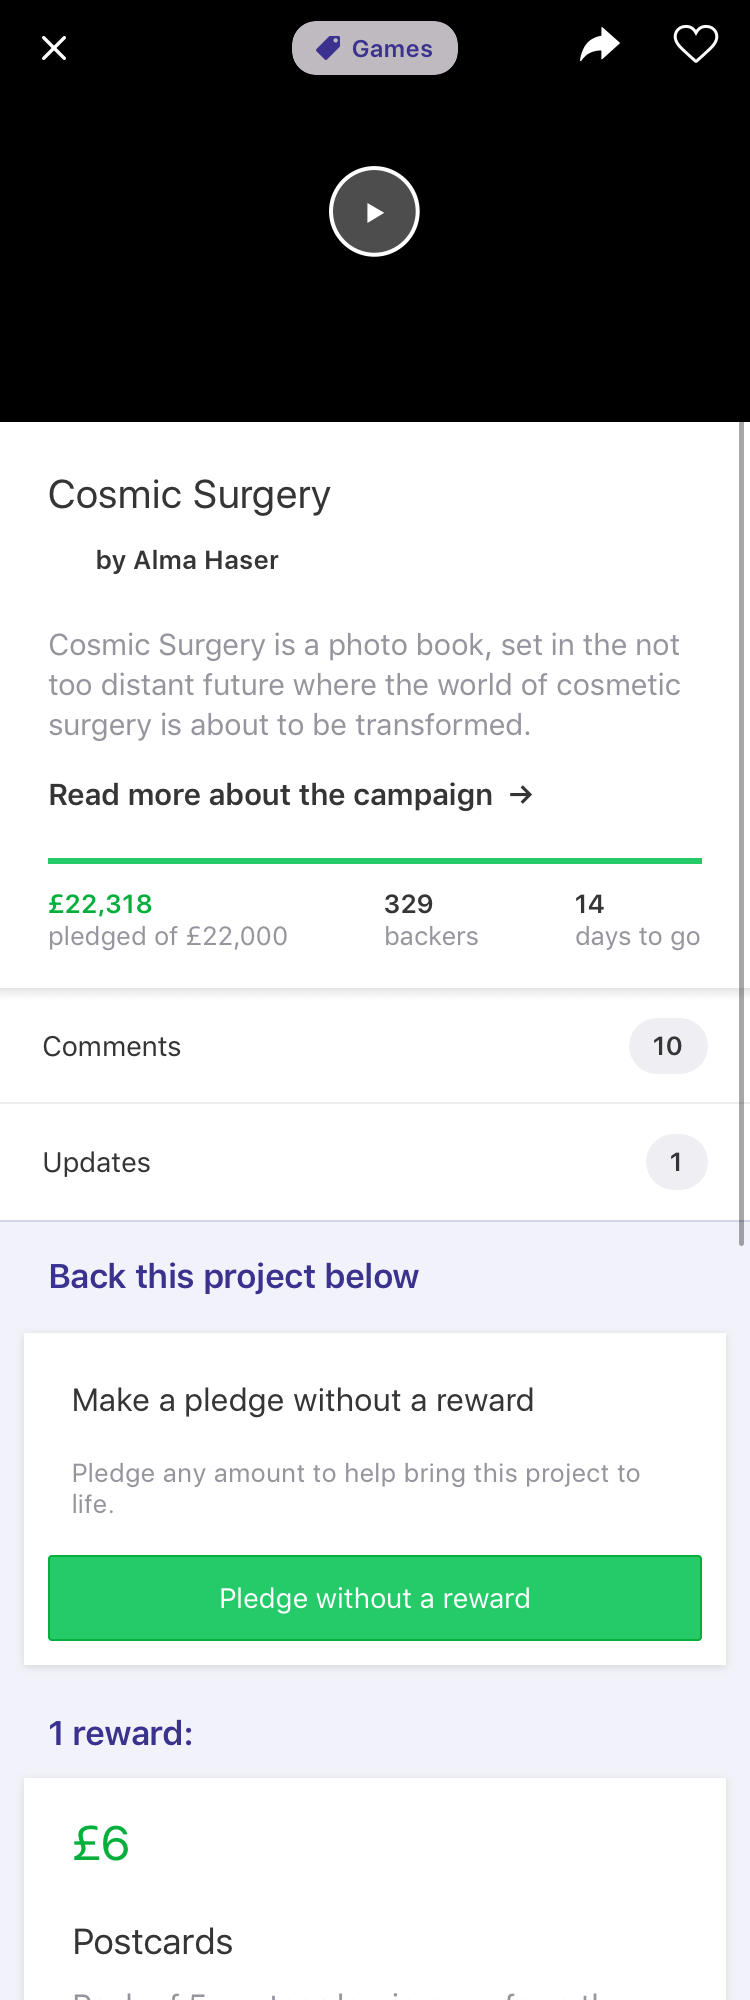 Games
Cosmic Surgery
by Alma Haser
Cosmic Surgery is a photo book, set in the not
too distant future where the world of cosmetic
surgery is about to be transformed.
Read more about the campaign →
£22,318
pledged of £22,000
329
backers
14
days to go
Comments
10
Updates
1
Back this project below
Make a pledge without a reward
Pledge any amount to help bring this project to
life.
Pledge without a reward
1 reward:
£6
Postcards